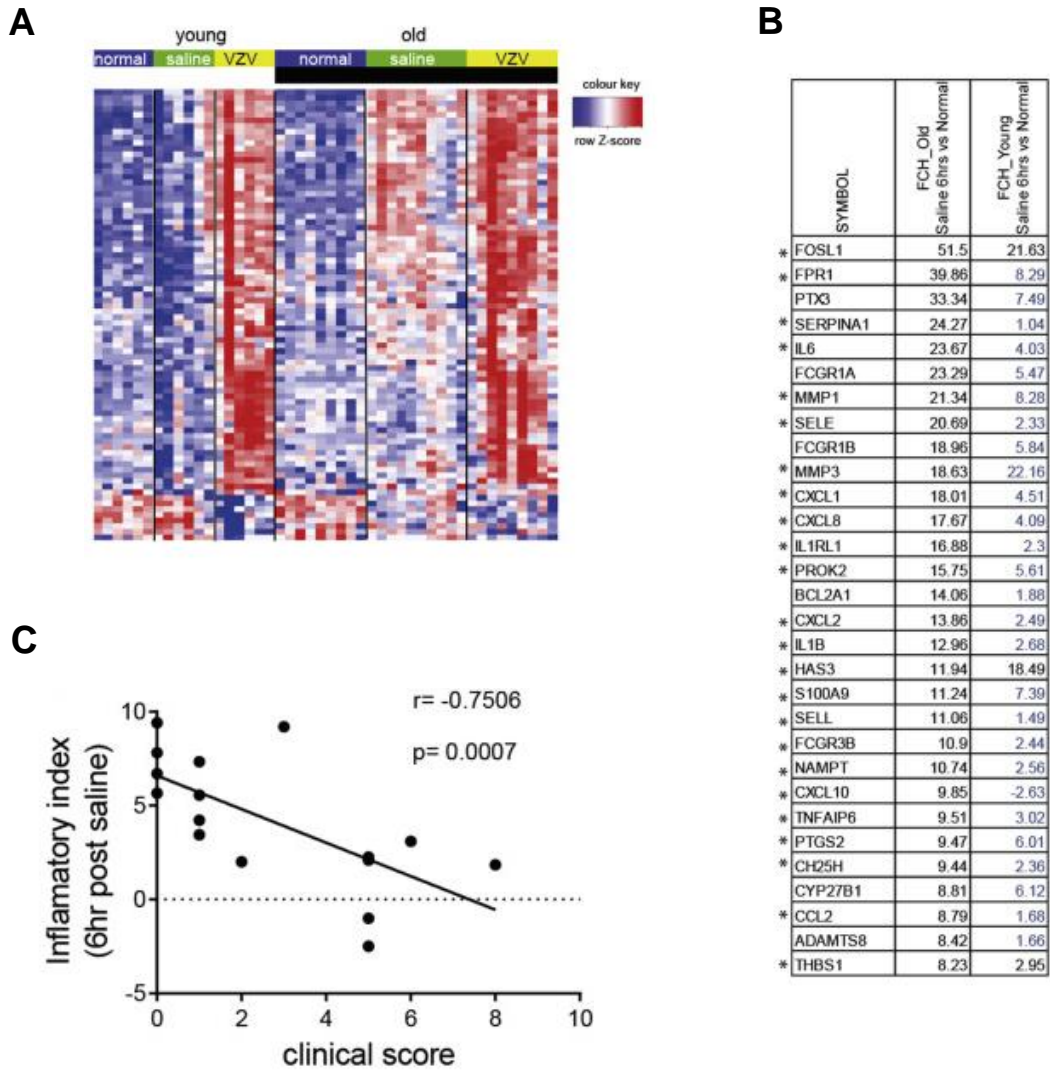 A
young old
normal saline VZV normal saline VZV
colour key
row Z-score
B
SYMBOL
FCH_Old
Saline 6hrs vs Normal
FCH_Young
Saline 6hrs vs Normal
* FOSL1 51.5 21.63
* FPR1 39.86 8.29
PTX3 33.34 7.49
* SERPINA1 24.27 1.04
* IL6 23.67 4.03
FCGR1A 23.29 5.47
* MMP1 21.34 8.28
* SELE 20.69 2.33
FCGR1B 18.96 5.84
* MMP3 18.63 22.16
* CXCL1 18.01 4.51
* CXCL8 17.67 4.09
* IL1RL1 16.88 2.3
* PROK2 15.75 5.61
BCL2A1 14.06 1.88
* CXCL2 13.86 2.49
* IL1B 12.96 2.68
* HAS3 11.94 18.49
* S100A9 11.24 7.39
* SELL 11.06 1.49
* FCGR3B 10.9 2.44
* NAMPT 10.74 2.56
* CXCL10 9.85 -2.63
* TNFAIP6 9.51 3.02
* PTGS2 9.47 6.01
* CH25H 9.44 2.36
CYP27B1 8.81 6.12
* CCL2 8.79 1.68
ADAMTS8 8.42 1.66
* THBS1 8.23 2.95
C
r= -0.7506
p= 0.0007
Inflamatory index
(6hr post saline)
10
5
0
-5
0 2 4 6 8 10
clinical score